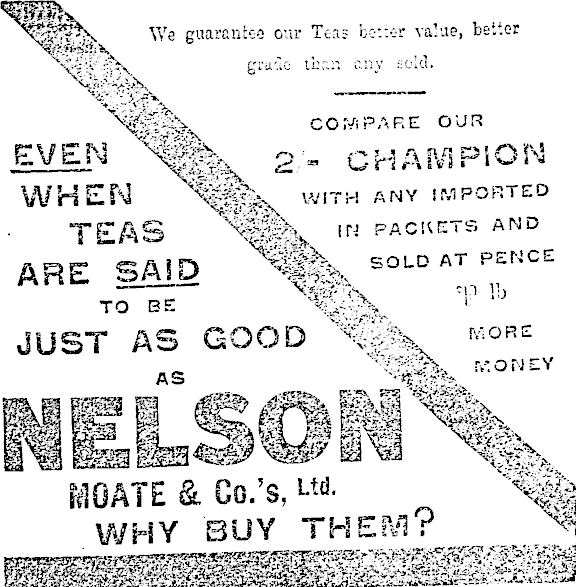 We guarantee our Teas better value, better
grade than any sold.
COMPARE OUR
2/- CHAMPION
WITH ANY IMPORTED
IN PACKETS AND
SOLD AT PENCE
℔ lb
MORE
MONEY
EVEN
WHEN
TEAS
ARE SAID
TO BE
JUST AS GOOD
AS
NELSON
MOATE & Co.'s, Ltd.
WHY BUY THEM?